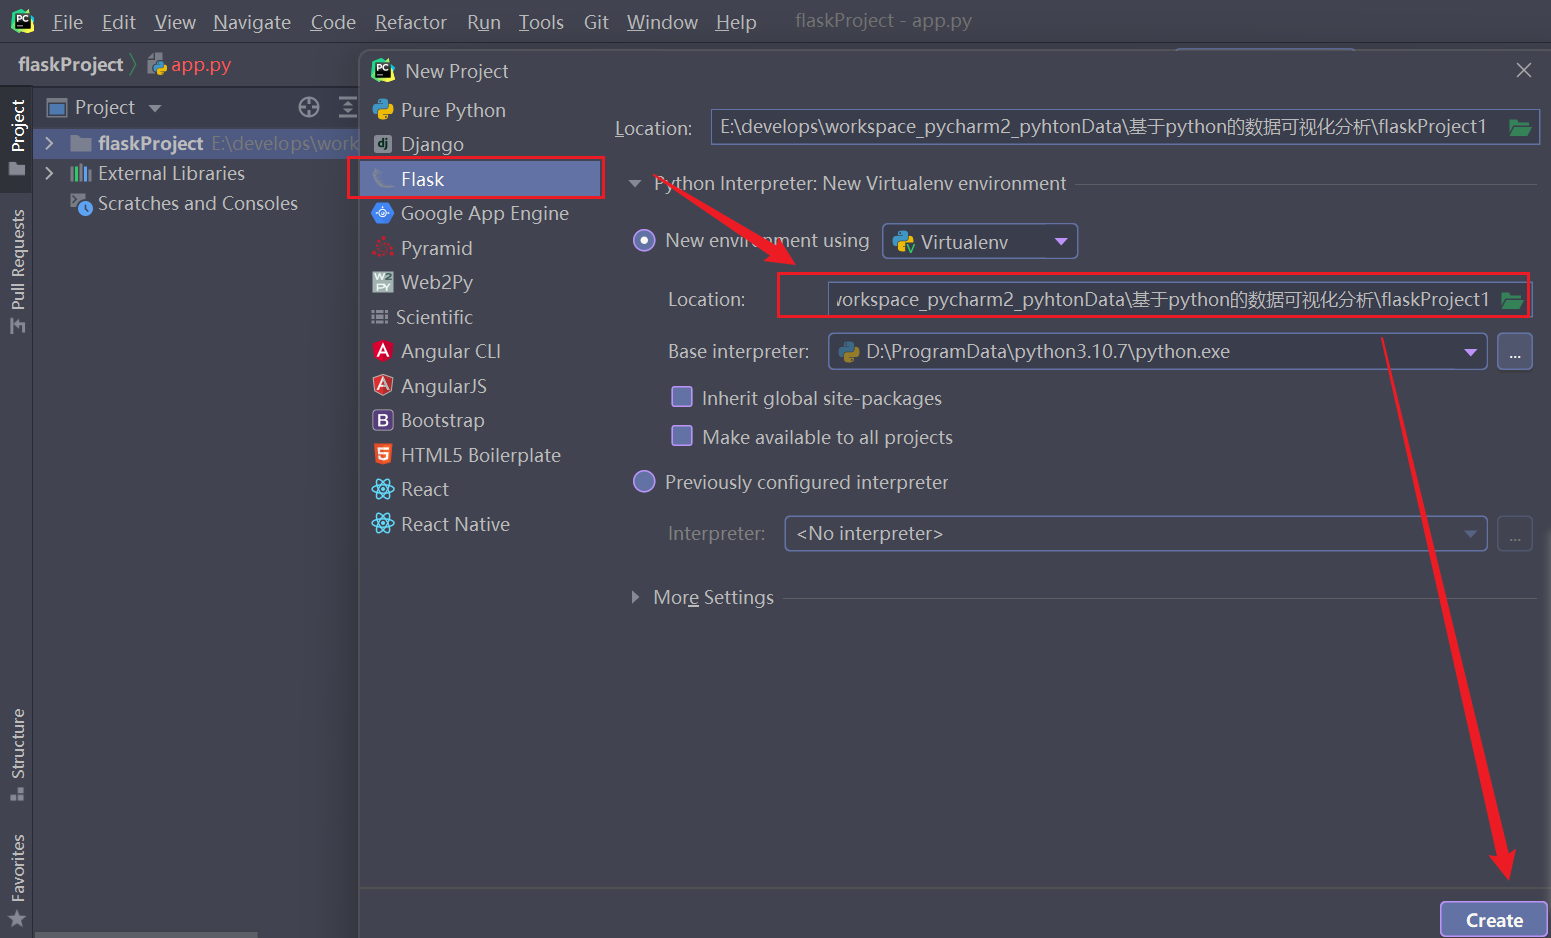 File Edit View Navigate Code Refactor Run Tools Git Window Help flaskProject - app.py
flaskProject app.py
Project
Pull Requests
Structure
Favorites
Project
flaskProject E:\develops\work
External Libraries
Scratches and Consoles
New Project
Pure Python
Django
Flask
Google App Engine
Pyramid
Web2Py
Scientific
Angular CLI
AngularJS
Bootstrap
HTML5 Boilerplate
React
React Native
Location: E:\develops\workspace_pycharm2_pyhtonData\基于python的数据可视化分析\flaskProject1
Python Interpreter: New Virtualenv environment
New environment using Virtualenv
Location: workspace_pycharm2_pyhtonData\基于python的数据可视化分析\flaskProject1
Base interpreter: D:\ProgramData\python3.10.7\python.exe ...
Inherit global site-packages
Make available to all projects
Previously configured interpreter
Interpreter: <No interpreter> ...
More Settings
Create